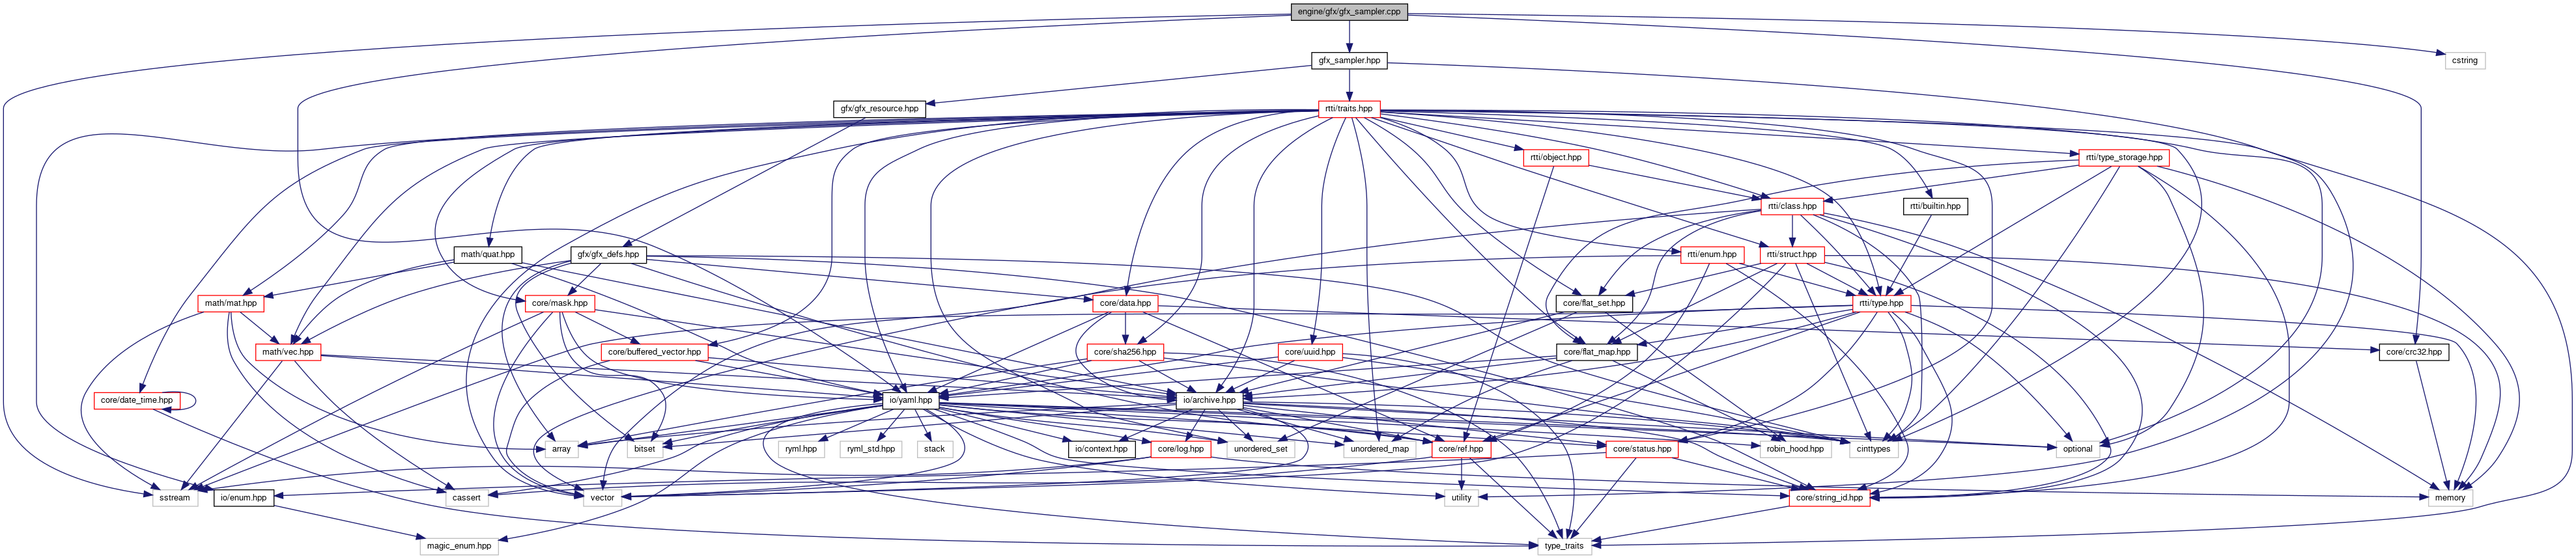 engine/gfx/gfx_sampler.cpp
gfx_sampler.hpp
cstring
gfx/gfx_resource.hpp
rtti/traits.hpp
rtti/object.hpp
rtti/type_storage.hpp
rtti/class.hpp
rtti/builtin.hpp
math/quat.hpp
gfx/gfx_defs.hpp
rtti/enum.hpp
rtti/struct.hpp
math/mat.hpp
core/mask.hpp
core/data.hpp
core/flat_set.hpp
rtti/type.hpp
math/vec.hpp
core/buffered_vector.hpp
core/sha256.hpp
core/uuid.hpp
core/flat_map.hpp
core/crc32.hpp
core/date_time.hpp
io/yaml.hpp
io/archive.hpp
array
bitset
ryml.hpp
ryml_std.hpp
stack
io/context.hpp
core/log.hpp
unordered_set
unordered_map
core/ref.hpp
core/status.hpp
robin_hood.hpp
cinttypes
optional
sstream
io/enum.hpp
cassert
vector
utility
core/string_id.hpp
memory
magic_enum.hpp
type_traits